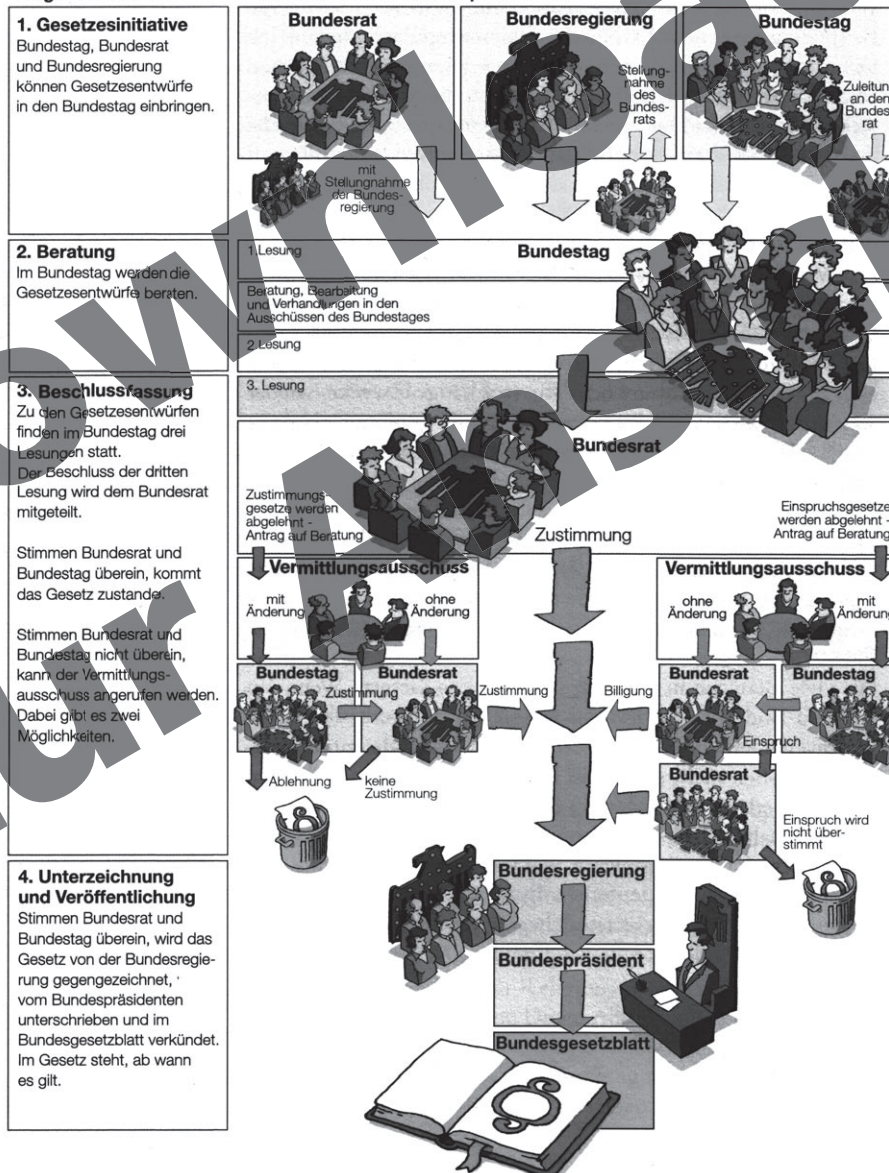 1. Gesetzesinitiative
Bundestag, Bundesrat
und Bundesregierung
können Gesetzesentwürfe
in den Bundestag einbringen.
Bundesrat
Bundesregierung
Bundestag
Stellung-
nahme
des
Bundes-
rats
Zuleitun
an den
Bundes
rat
mit
Stellungnahme
der Bundes-
regierung
2. Beratung
Im Bundestag werden die
Gesetzesentwürfe beraten.
1.Lesung
Bundestag
Beratung, Bearbeitung
und Verhandlungen in den
Ausschüssen des Bundestages
2.Lesung
3. Lesung
3. Beschlussfassung
Zu den Gesetzesentwürfen
finden im Bundestag drei
Lesungen statt.
Der Beschluss der dritten
Lesung wird dem Bundesrat
mitgeteilt.
Stimmen Bundesrat und
Bundestag überein, kommt
das Gesetz zustande.
Stimmen Bundesrat und
Bundestag nicht überein,
kann der Vermittlungs-
ausschuss angerufen werden.
Dabei gibt es zwei
Möglichkeiten.
Bundesrat
Zustimmungs-
gesetze werden
abgelehnt -
Antrag auf Beratung
Zustimmung
Einspruchsgesetze
werden abgelehnt -
Antrag auf Beratung
Vermittlungsausschuss
mit
Änderung
ohne
Änderung
Vermittlungsausschuss
ohne
Änderung
mit
Änderung
Bundestag
Zustimmung
Bundesrat
Zustimmung
Billigung
Bundesrat
Bundestag
Einspruch
Ablehnung
keine
Zustimmung
Bundesrat
Einspruch wird
nicht über-
stimmt
4. Unterzeichnung
und Veröffentlichung
Stimmen Bundesrat und
Bundestag überein, wird das
Gesetz von der Bundesregie-
rung gegengezeichnet,
vom Bundespräsidenten
unterschrieben und im
Bundesgesetzblatt verkündet.
Im Gesetz steht, ab wann
es gilt.
Bundesregierung
Bundespräsident
Bundesgesetzblatt
§